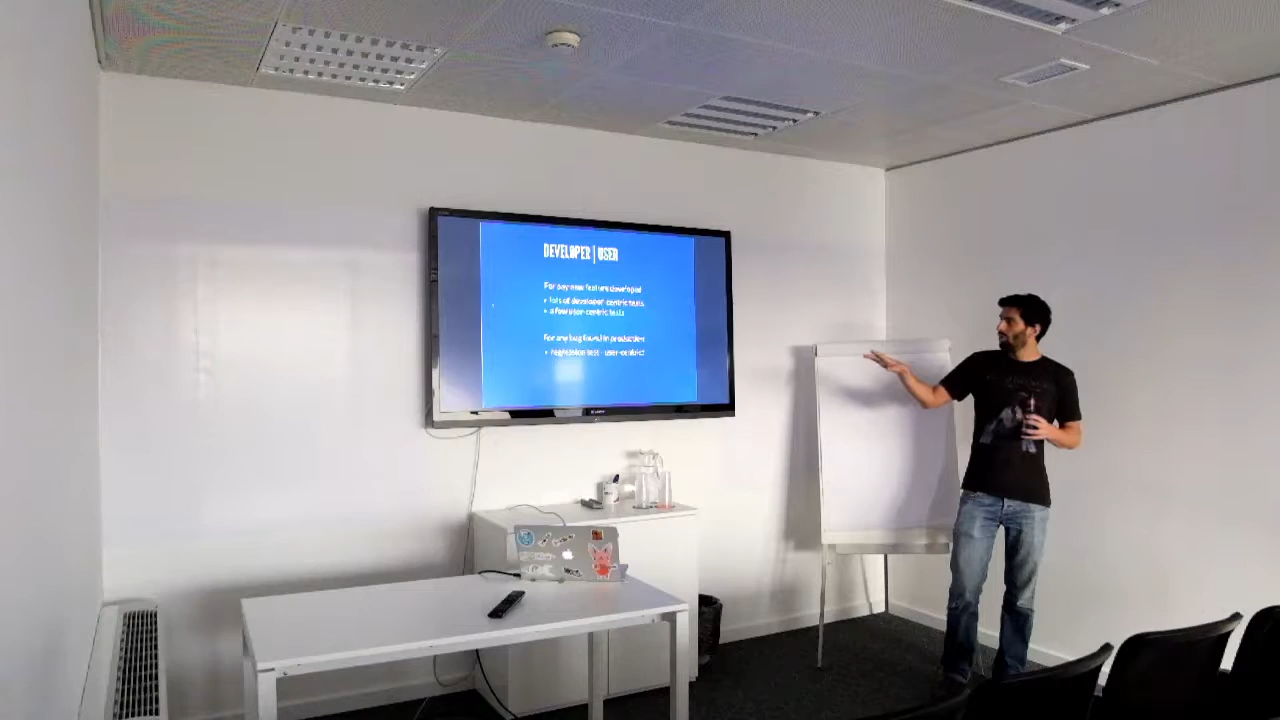 DEVELOPER | USER
For any new feature developed
• lots of developer-centric tests
• a few user-centric tests
For any bug found in production
• regression test - user-centric